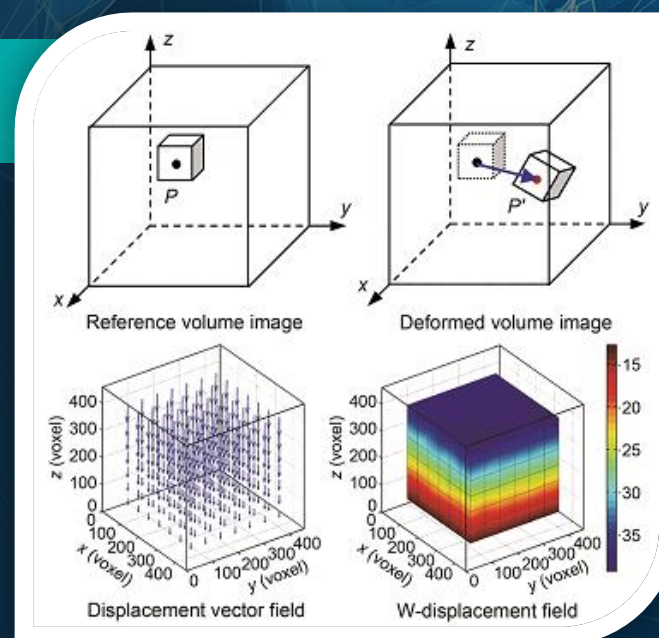 z
y
x
P
Reference volume image
z
y
x
P'
Deformed volume image
400
300
200
100
0
z (voxel)
0
100
200
300
400
x (voxel)
0
100
200
300
400
y (voxel)
Displacement vector field
400
300
200
100
0
z (voxel)
0
100
200
300
400
x (voxel)
0
100
200
300
400
y (voxel)
W-displacement field
-15
-20
-25
-30
-35